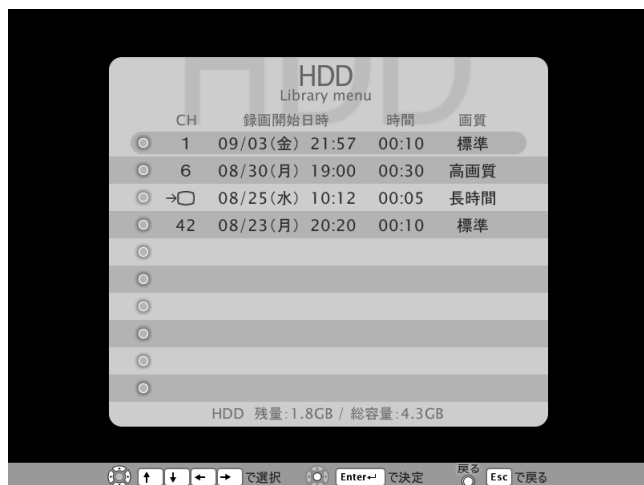 HDD
HDD
Library menu
CH 録画開始日時 時間 画質
1 09/03(金) 21:57 00:10 標準
6 08/30(月) 19:00 00:30 高画質
→ 08/25(水) 10:12 00:05 長時間
42 08/23(月) 20:20 00:10 標準
HDD 残量:1.8GB / 総容量:4.3GB
↑ ↓ ← → で選択 Enter↵ で決定 戻る Esc で戻る